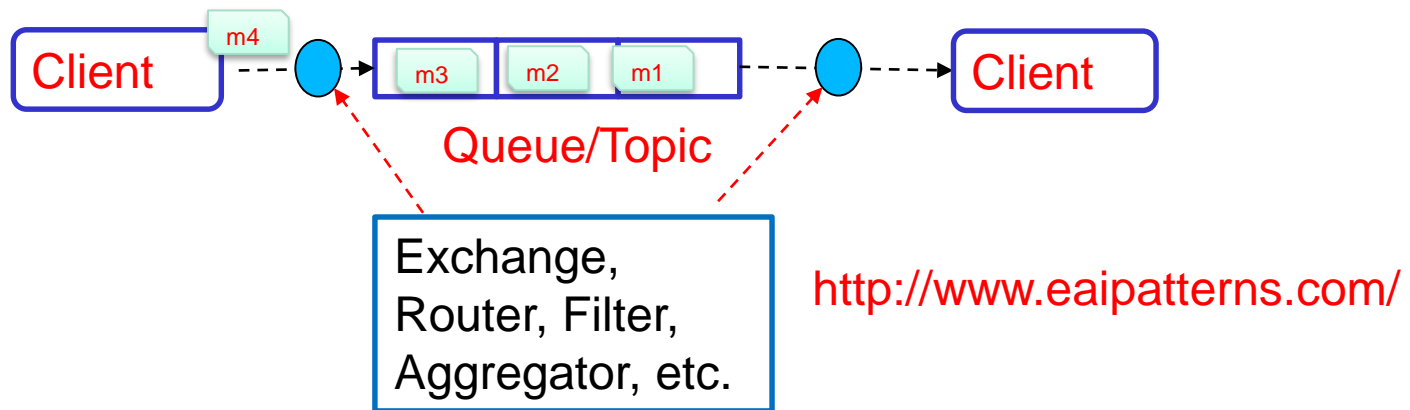 m4
Client
m3
m2
m1
Client
Queue/Topic
Exchange,
Router, Filter,
Aggregator, etc.
http://www.eaipatterns.com/